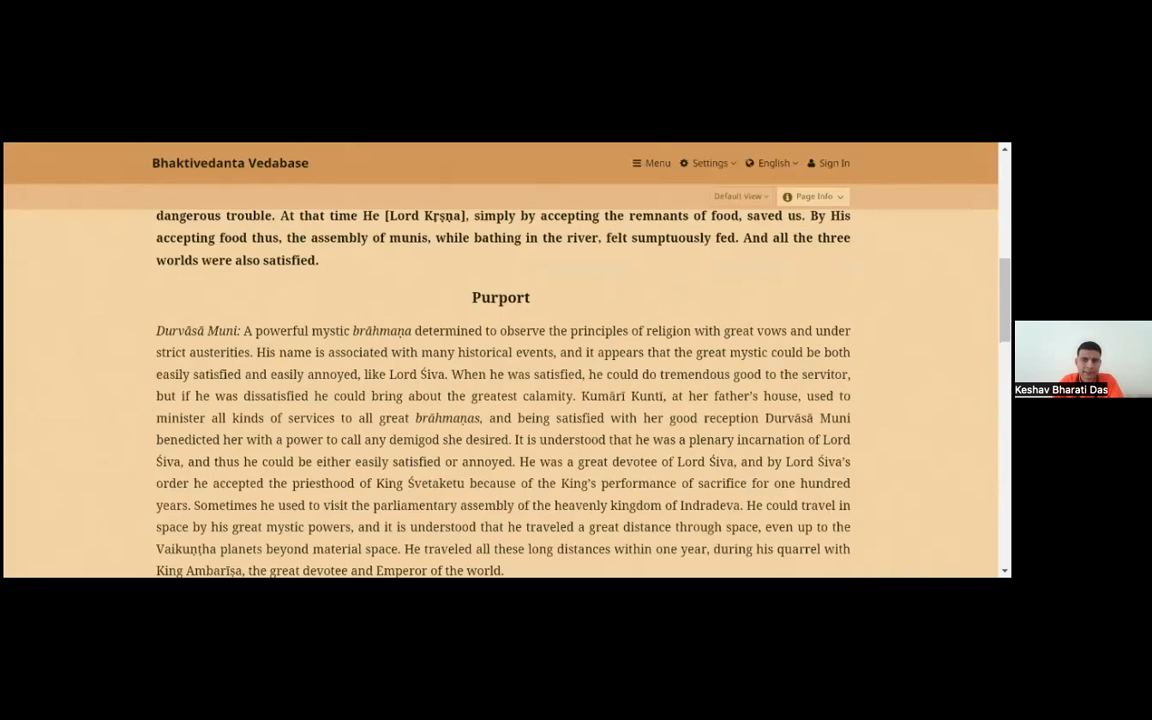 Bhaktivedanta Vedabase
Menu Settings English Sign In
Default View Page Info
dangerous trouble. At that time He [Lord Kṛṣṇa], simply by accepting the remnants of food, saved us. By His
accepting food thus, the assembly of munis, while bathing in the river, felt sumptuously fed. And all the three
worlds were also satisfied.
Purport
Durvāsā Muni: A powerful mystic brāhmaṇa determined to observe the principles of religion with great vows and under
strict austerities. His name is associated with many historical events, and it appears that the great mystic could be both
easily satisfied and easily annoyed, like Lord Śiva. When he was satisfied, he could do tremendous good to the servitor,
but if he was dissatisfied he could bring about the greatest calamity. Kumārī Kuntī, at her father's house, used to
minister all kinds of services to all great brāhmaṇas, and being satisfied with her good reception Durvāsā Muni
benedicted her with a power to call any demigod she desired. It is understood that he was a plenary incarnation of Lord
Śiva, and thus he could be either easily satisfied or annoyed. He was a great devotee of Lord Śiva, and by Lord Śiva's
order he accepted the priesthood of King Śvetaketu because of the King's performance of sacrifice for one hundred
years. Sometimes he used to visit the parliamentary assembly of the heavenly kingdom of Indradeva. He could travel in
space by his great mystic powers, and it is understood that he traveled a great distance through space, even up to the
Vaikuṇṭha planets beyond material space. He traveled all these long distances within one year, during his quarrel with
King Ambarīṣa, the great devotee and Emperor of the world.
Keshav Bharati Das